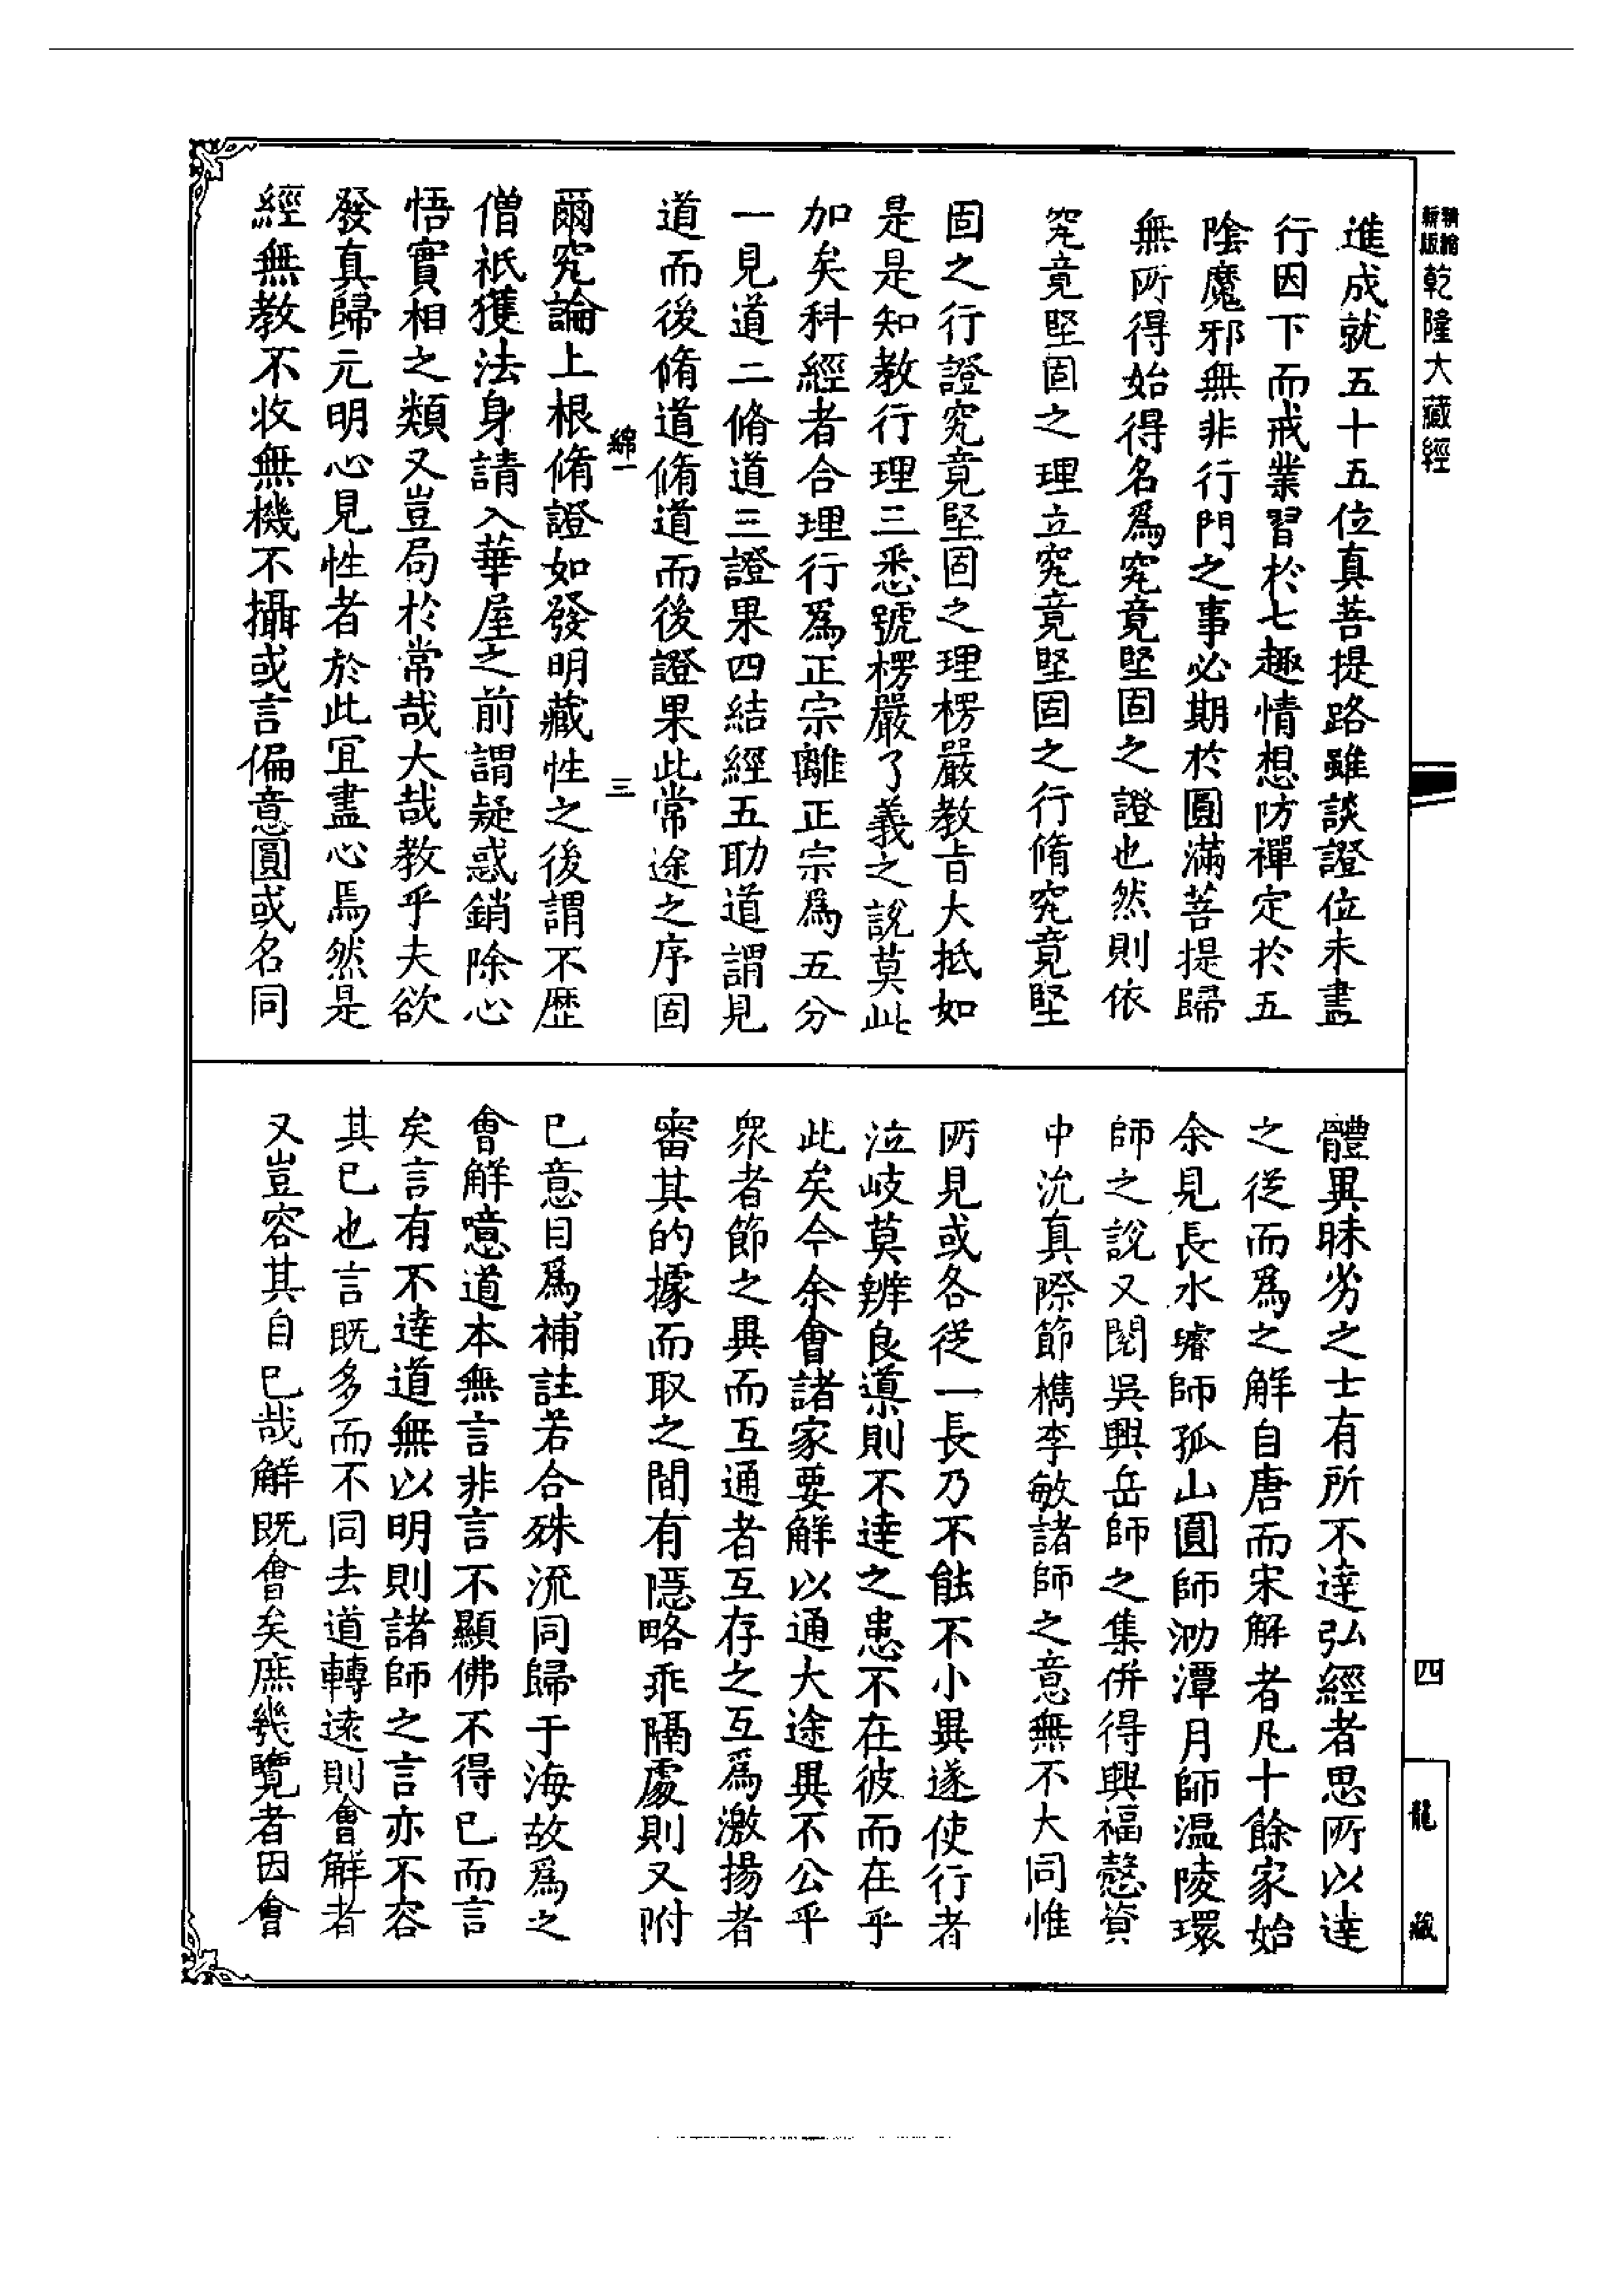 新版精縮乾隆大藏經
進成就五十五位真菩提路雖談證位未盡
行因下而戒業習於七趣情想防禪定於五
陰魔邪無非行門之事必期於圓滿菩提歸
無所得始得名為究竟堅固之證也然則依
究竟堅固之理立究竟堅固之行脩究竟堅
固之行證究竟堅固之理楞嚴教旨大抵如
是是知教行理三悉號楞嚴了義之說莫此
加矣科經者合理行為正宗離正宗為五分
一見道二脩道三證果四結經五助道謂見
道而後脩道脩道而後證果此常途之序固
綿一 三
爾究論上根脩證如發明藏性之後謂不歷
僧祇獲法身請入華屋之前謂疑惑銷除心
悟實相之類又豈局於常哉大哉教乎夫欲
發真歸元明心見性者於此宜盡心焉然是
經無教不收無機不攝或言偏意圓或名同
體異昧劣之士有所不達弘經者思所以達
之從而為之解自唐而宋解者凡十餘家始
余見長水璿師孤山圓師泐潭月師溫陵環
師之說又閱吳興岳師之集併得興福慤資
中沇真際節檇李敏諸師之意無不大同惟
所見或各從一長乃不能不小異遂使行者
泣岐莫辨良導則不達之患不在彼而在乎
此矣今余會諸家要解以通大途異不公乎
眾者節之異而互通者互存之互為激揚者
審其的據而取之間有隱略乖隔處則又附
已意目為補註若合殊流同歸于海故為之
會解噫道本無言非言不顯佛不得已而言
矣言有不達道無以明則諸師之言亦不容
其已也言既多而不同去道轉遠則會解者
又豈容其自已哉解既會矣庶幾覽者因會
四
龍藏